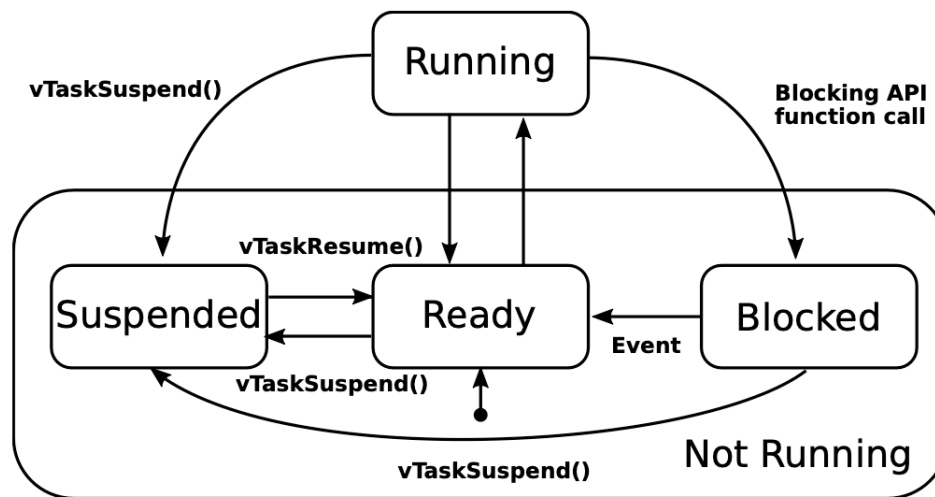 Running
vTaskSuspend()
Blocking API
function call
vTaskResume()
Suspended
Ready
Blocked
Event
vTaskSuspend()
Not Running
vTaskSuspend()